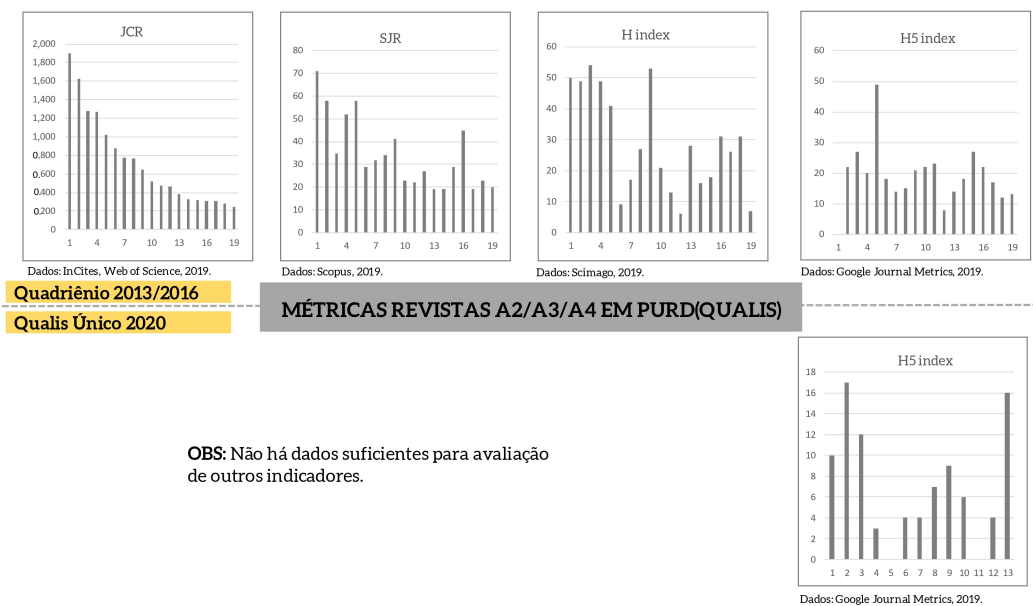 JCR
2,000
1,800
1,600
1,400
1,200
1,000
0.800
0.600
0.400
0,200
0
1 4 7 10 13 16 19
Dados: InCites, Web of Science, 2019.
SJR
80
70
60
50
40
30
20
10
0
1 4 7 10 13 16 19
Dados: Scopus, 2019.
H index
60
50
40
30
20
10
0
1 4 7 10 13 16 19
Dados: Scimago, 2019.
H5 index
60
50
40
30
20
10
0
1 4 7 10 13 16 19
Dados: Google Journal Metrics, 2019.
Quadriênio 2013/2016
Qualis Único 2020
MÉTRICAS REVISTAS A2/A3/A4 EM PURD(QUALIS)
OBS: Não há dados suficientes para avaliação
de outros indicadores.
H5 index
18
16
14
12
10
8
6
4
2
0
1 2 3 4 5 6 7 8 9 10 11 12 13
Dados: Google Journal Metrics, 2019.